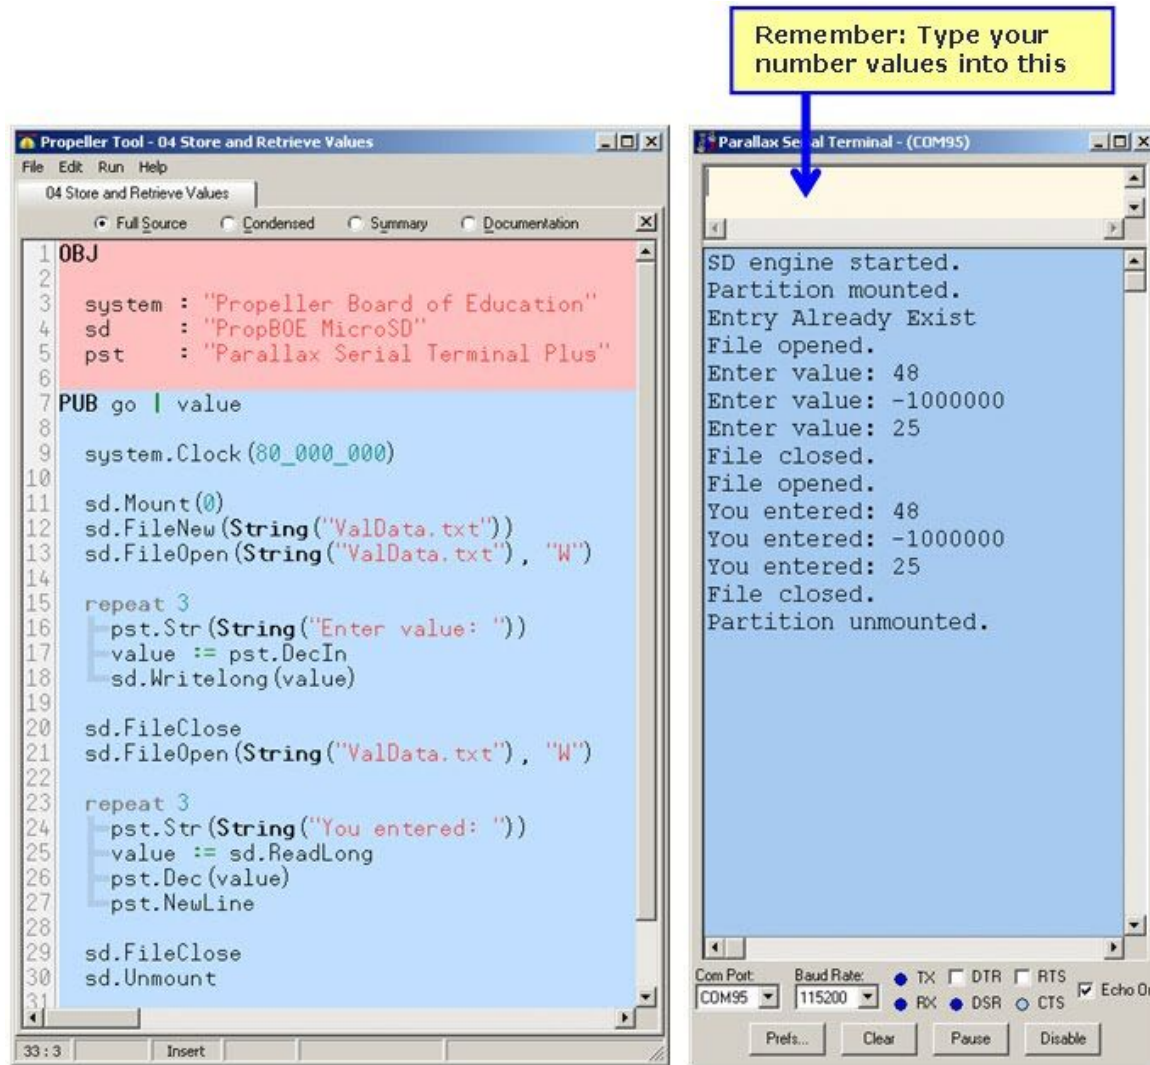 Remember: Type your
number values into this
Propeller Tool - 04 Store and Retrieve Values
File Edit Run Help
04 Store and Retrieve Values
Full Source Condensed Summary Documentation
1 OBJ
2
3 system : "Propeller Board of Education"
4 sd : "PropBOE MicroSD"
5 pst : "Parallax Serial Terminal Plus"
6
7 PUB go | value
8
9 system.Clock(80_000_000)
10
11 sd.Mount(0)
12 sd.FileNew(String("ValData.txt"))
13 sd.FileOpen(String("ValData.txt"), "W")
14
15 repeat 3
16 pst.Str(String("Enter value: "))
17 value := pst.DecIn
18 sd.Writelong(value)
19
20 sd.FileClose
21 sd.FileOpen(String("ValData.txt"), "W")
22
23 repeat 3
24 pst.Str(String("You entered: "))
25 value := sd.ReadLong
26 pst.Dec(value)
27 pst.NewLine
28
29 sd.FileClose
30 sd.Unmount
31
33 : 3 Insert
Parallax Serial Terminal - (COM95)
SD engine started.
Partition mounted.
Entry Already Exist
File opened.
Enter value: 48
Enter value: -1000000
Enter value: 25
File closed.
File opened.
You entered: 48
You entered: -1000000
You entered: 25
File closed.
Partition unmounted.
Com Port: Baud Rate: TX DTR RTS
COM95 115200 RX DSR CTS Echo On
Prefs... Clear Pause Disable